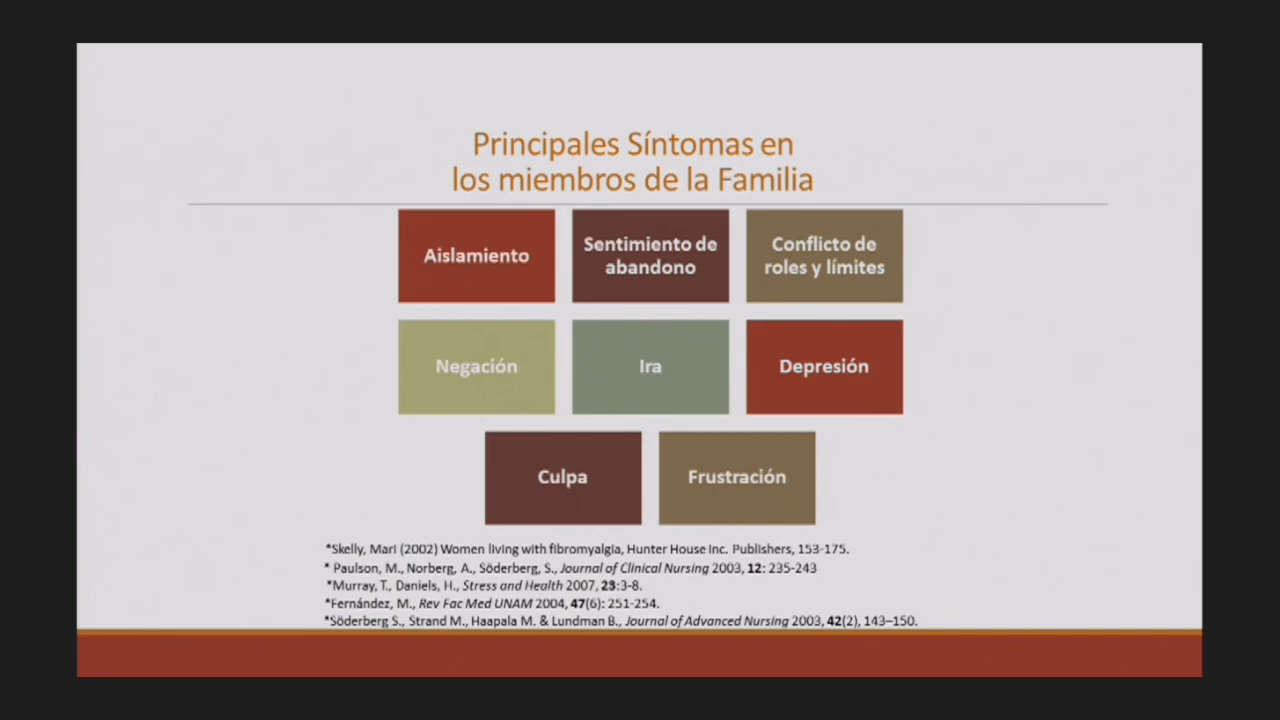 Principales Síntomas en
los miembros de la Familia
Aislamiento
Sentimiento de
abandono
Conflicto de
roles y límites
Negación
Ira
Depresión
Culpa
Frustración
*Skelly, Mari (2002) Women living with fibromyalgia, Hunter House Inc. Publishers, 153-175.
* Paulson, M., Norberg, A., Söderberg, S., Journal of Clinical Nursing 2003, 12: 235-243
*Murray, T., Daniels, H., Stress and Health 2007, 23:3-8.
*Fernández, M., Rev Fac Med UNAM 2004, 47(6): 251-254.
*Söderberg S., Strand M., Haapala M. & Lundman B., Journal of Advanced Nursing 2003, 42(2), 143–150.